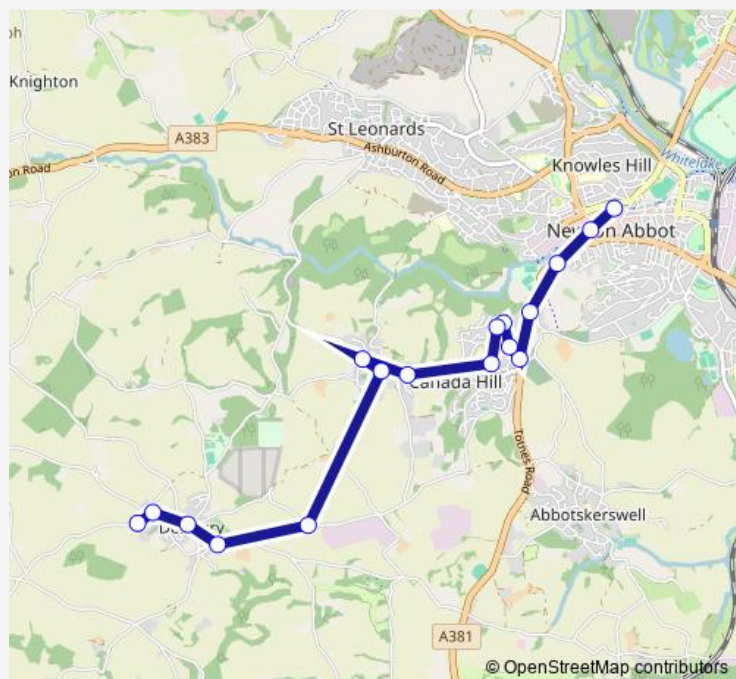 Knighton
St Leonards
A383
Ashburton Road
Knowles Hill
Whitelake
on Road
Abbot
Canada Hill
Totnes Road
Abbotskerswell
A381
© OpenStreetMap contributors